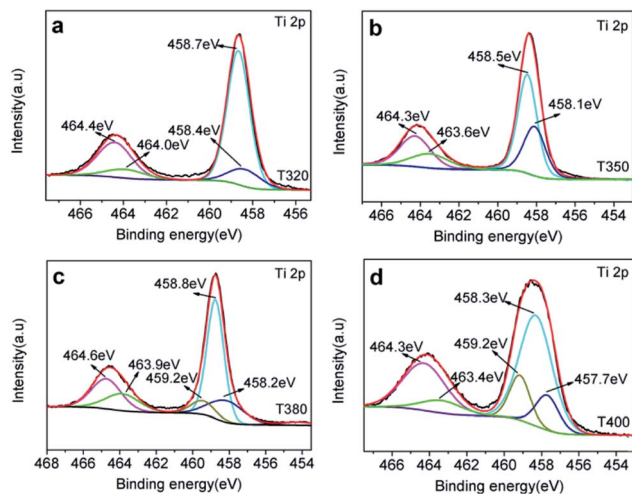 a
Ti 2p
458.7eV
464.4eV
464.0eV
458.4eV
T320
Intensity(a.u)
466 464 462 460 458 456
Binding energy(eV)
b
Ti 2p
458.5eV
458.1eV
464.3eV
463.6eV
T350
Intensity(a.u)
466 464 462 460 458 456 454
Binding energy(eV)
c
Ti 2p
458.8eV
464.6eV
463.9eV
459.2eV
458.2eV
T380
Intensity(a.u)
468 466 464 462 460 458 456 454
Binding energy(eV)
d
Ti 2p
458.3eV
459.2eV
464.3eV
463.4eV
457.7eV
T400
Intensity(a.u)
466 464 462 460 458 456 454
Binding energy(eV)